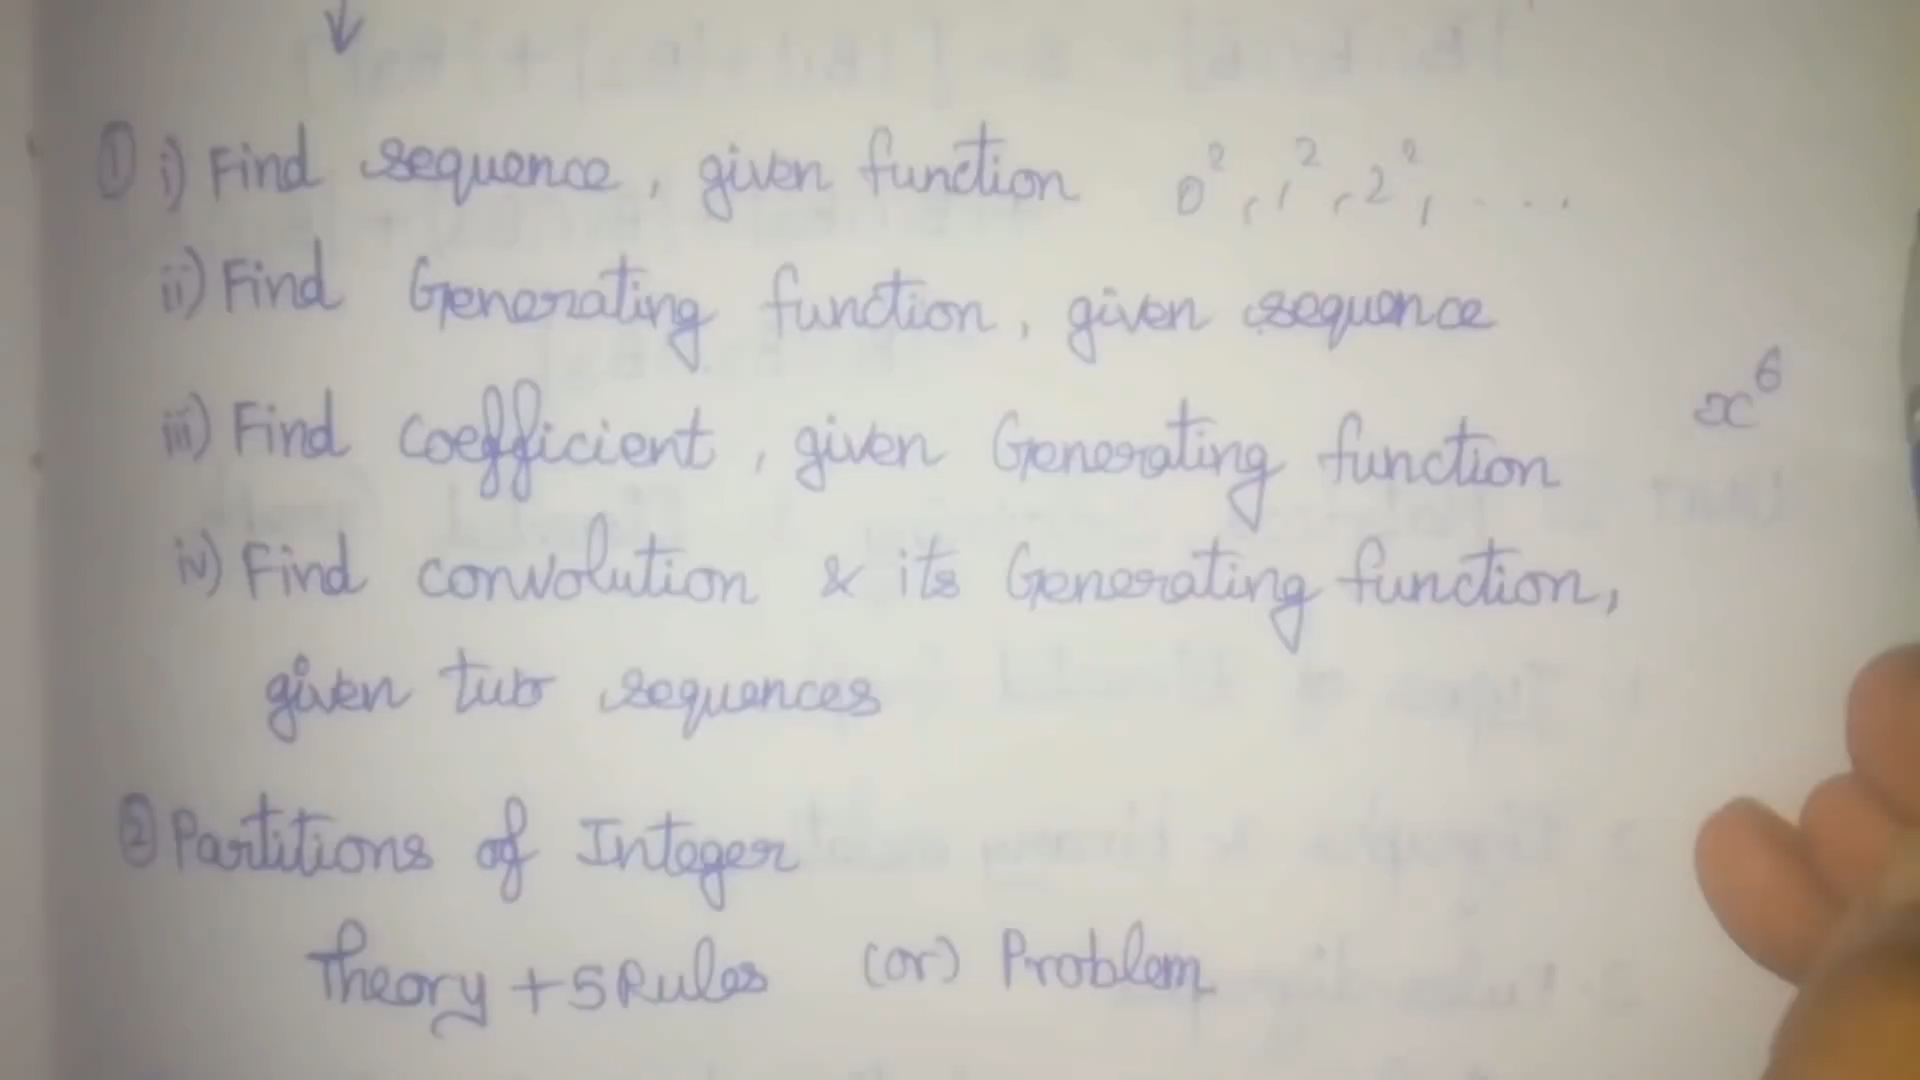 ① i) Find sequence, given function 0², 1², 2², ....
ii) Find Generating function, given sequence
iii) Find coefficient, given Generating function x⁶
iv) Find convolution & its Generating function,
given two sequences
② Partitions of Integer
Theory + 5 Rules (or) Problem